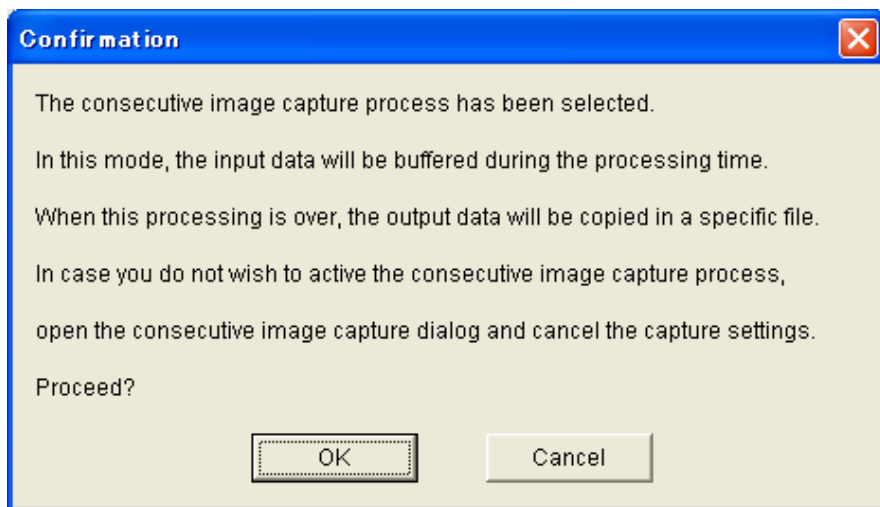 Confirmation
The consecutive image capture process has been selected.
In this mode, the input data will be buffered during the processing time.
When this processing is over, the output data will be copied in a specific file.
In case you do not wish to active the consecutive image capture process,
open the consecutive image capture dialog and cancel the capture settings.
Proceed?
OK
Cancel